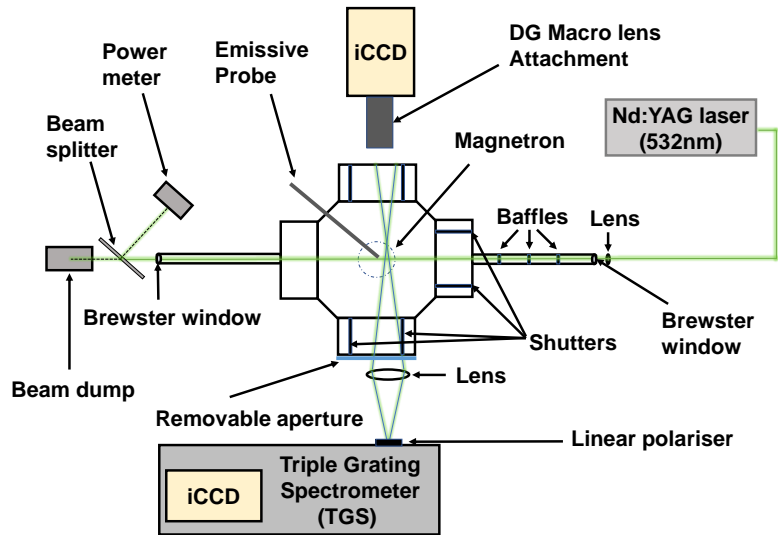 Power
meter
Emissive
Probe
iCCD
DG Macro lens
Attachment
Nd:YAG laser
(532nm)
Beam
splitter
Magnetron
Baffles
Lens
Brewster window
Brewster
window
Shutters
Beam dump
Lens
Removable aperture
Linear polariser
iCCD
Triple Grating
Spectrometer
(TGS)